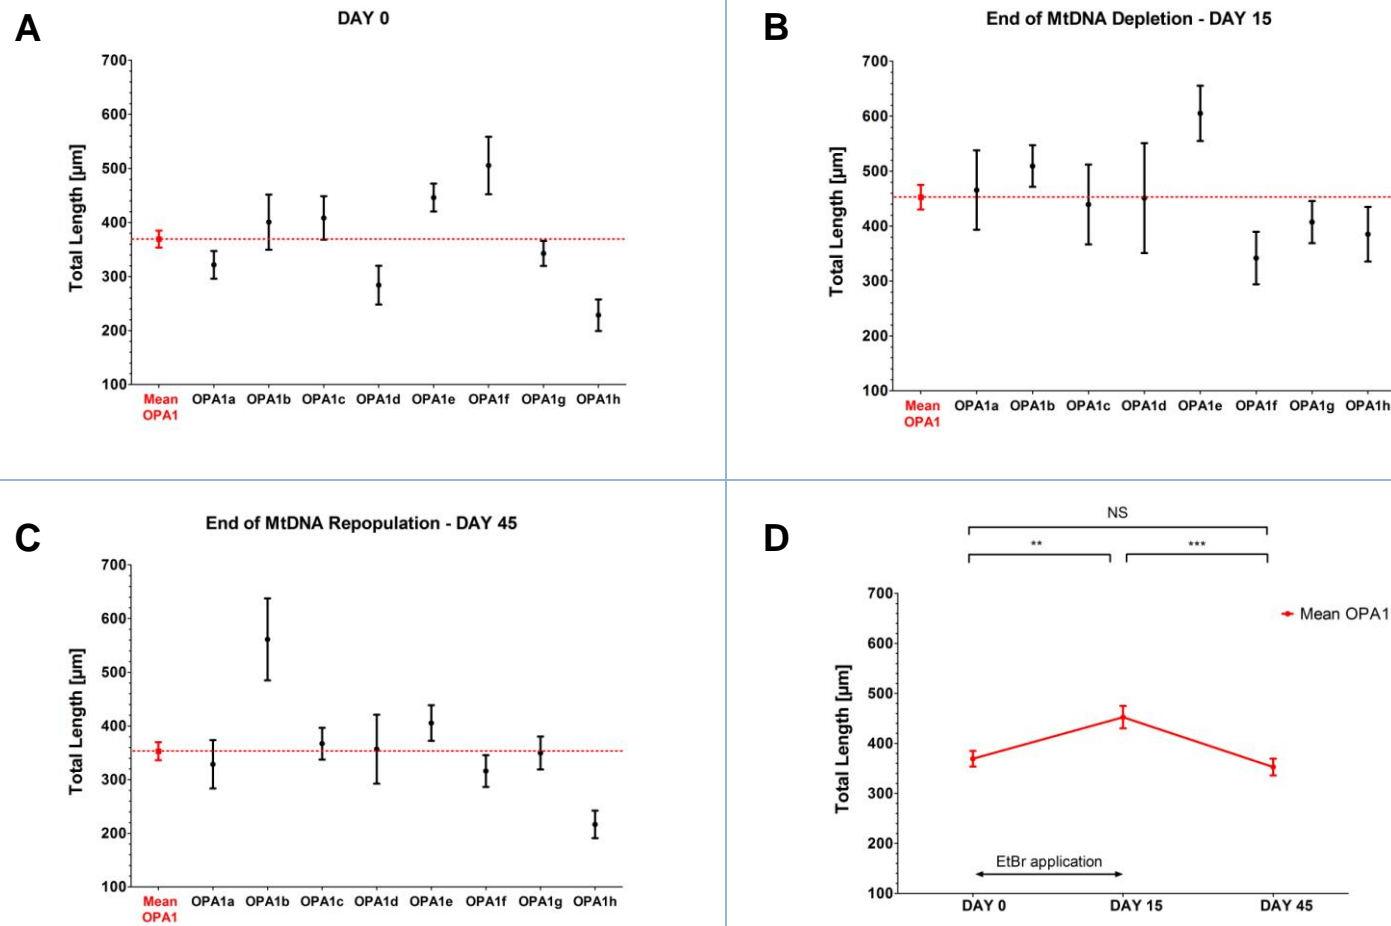 A
DAY 0
Total Length [µm]
700
600
500
400
300
200
100
Mean
OPA1
OPA1a
OPA1b
OPA1c
OPA1d
OPA1e
OPA1f
OPA1g
OPA1h
B
End of MtDNA Depletion - DAY 15
Total Length [µm]
700
600
500
400
300
200
100
Mean
OPA1
OPA1a
OPA1b
OPA1c
OPA1d
OPA1e
OPA1f
OPA1g
OPA1h
C
End of MtDNA Repopulation - DAY 45
Total Length [µm]
700
600
500
400
300
200
100
Mean
OPA1
OPA1a
OPA1b
OPA1c
OPA1d
OPA1e
OPA1f
OPA1g
OPA1h
D
NS
**
***
Total Length [µm]
700
600
500
400
300
200
100
Mean OPA1
EtBr application
DAY 0
DAY 15
DAY 45